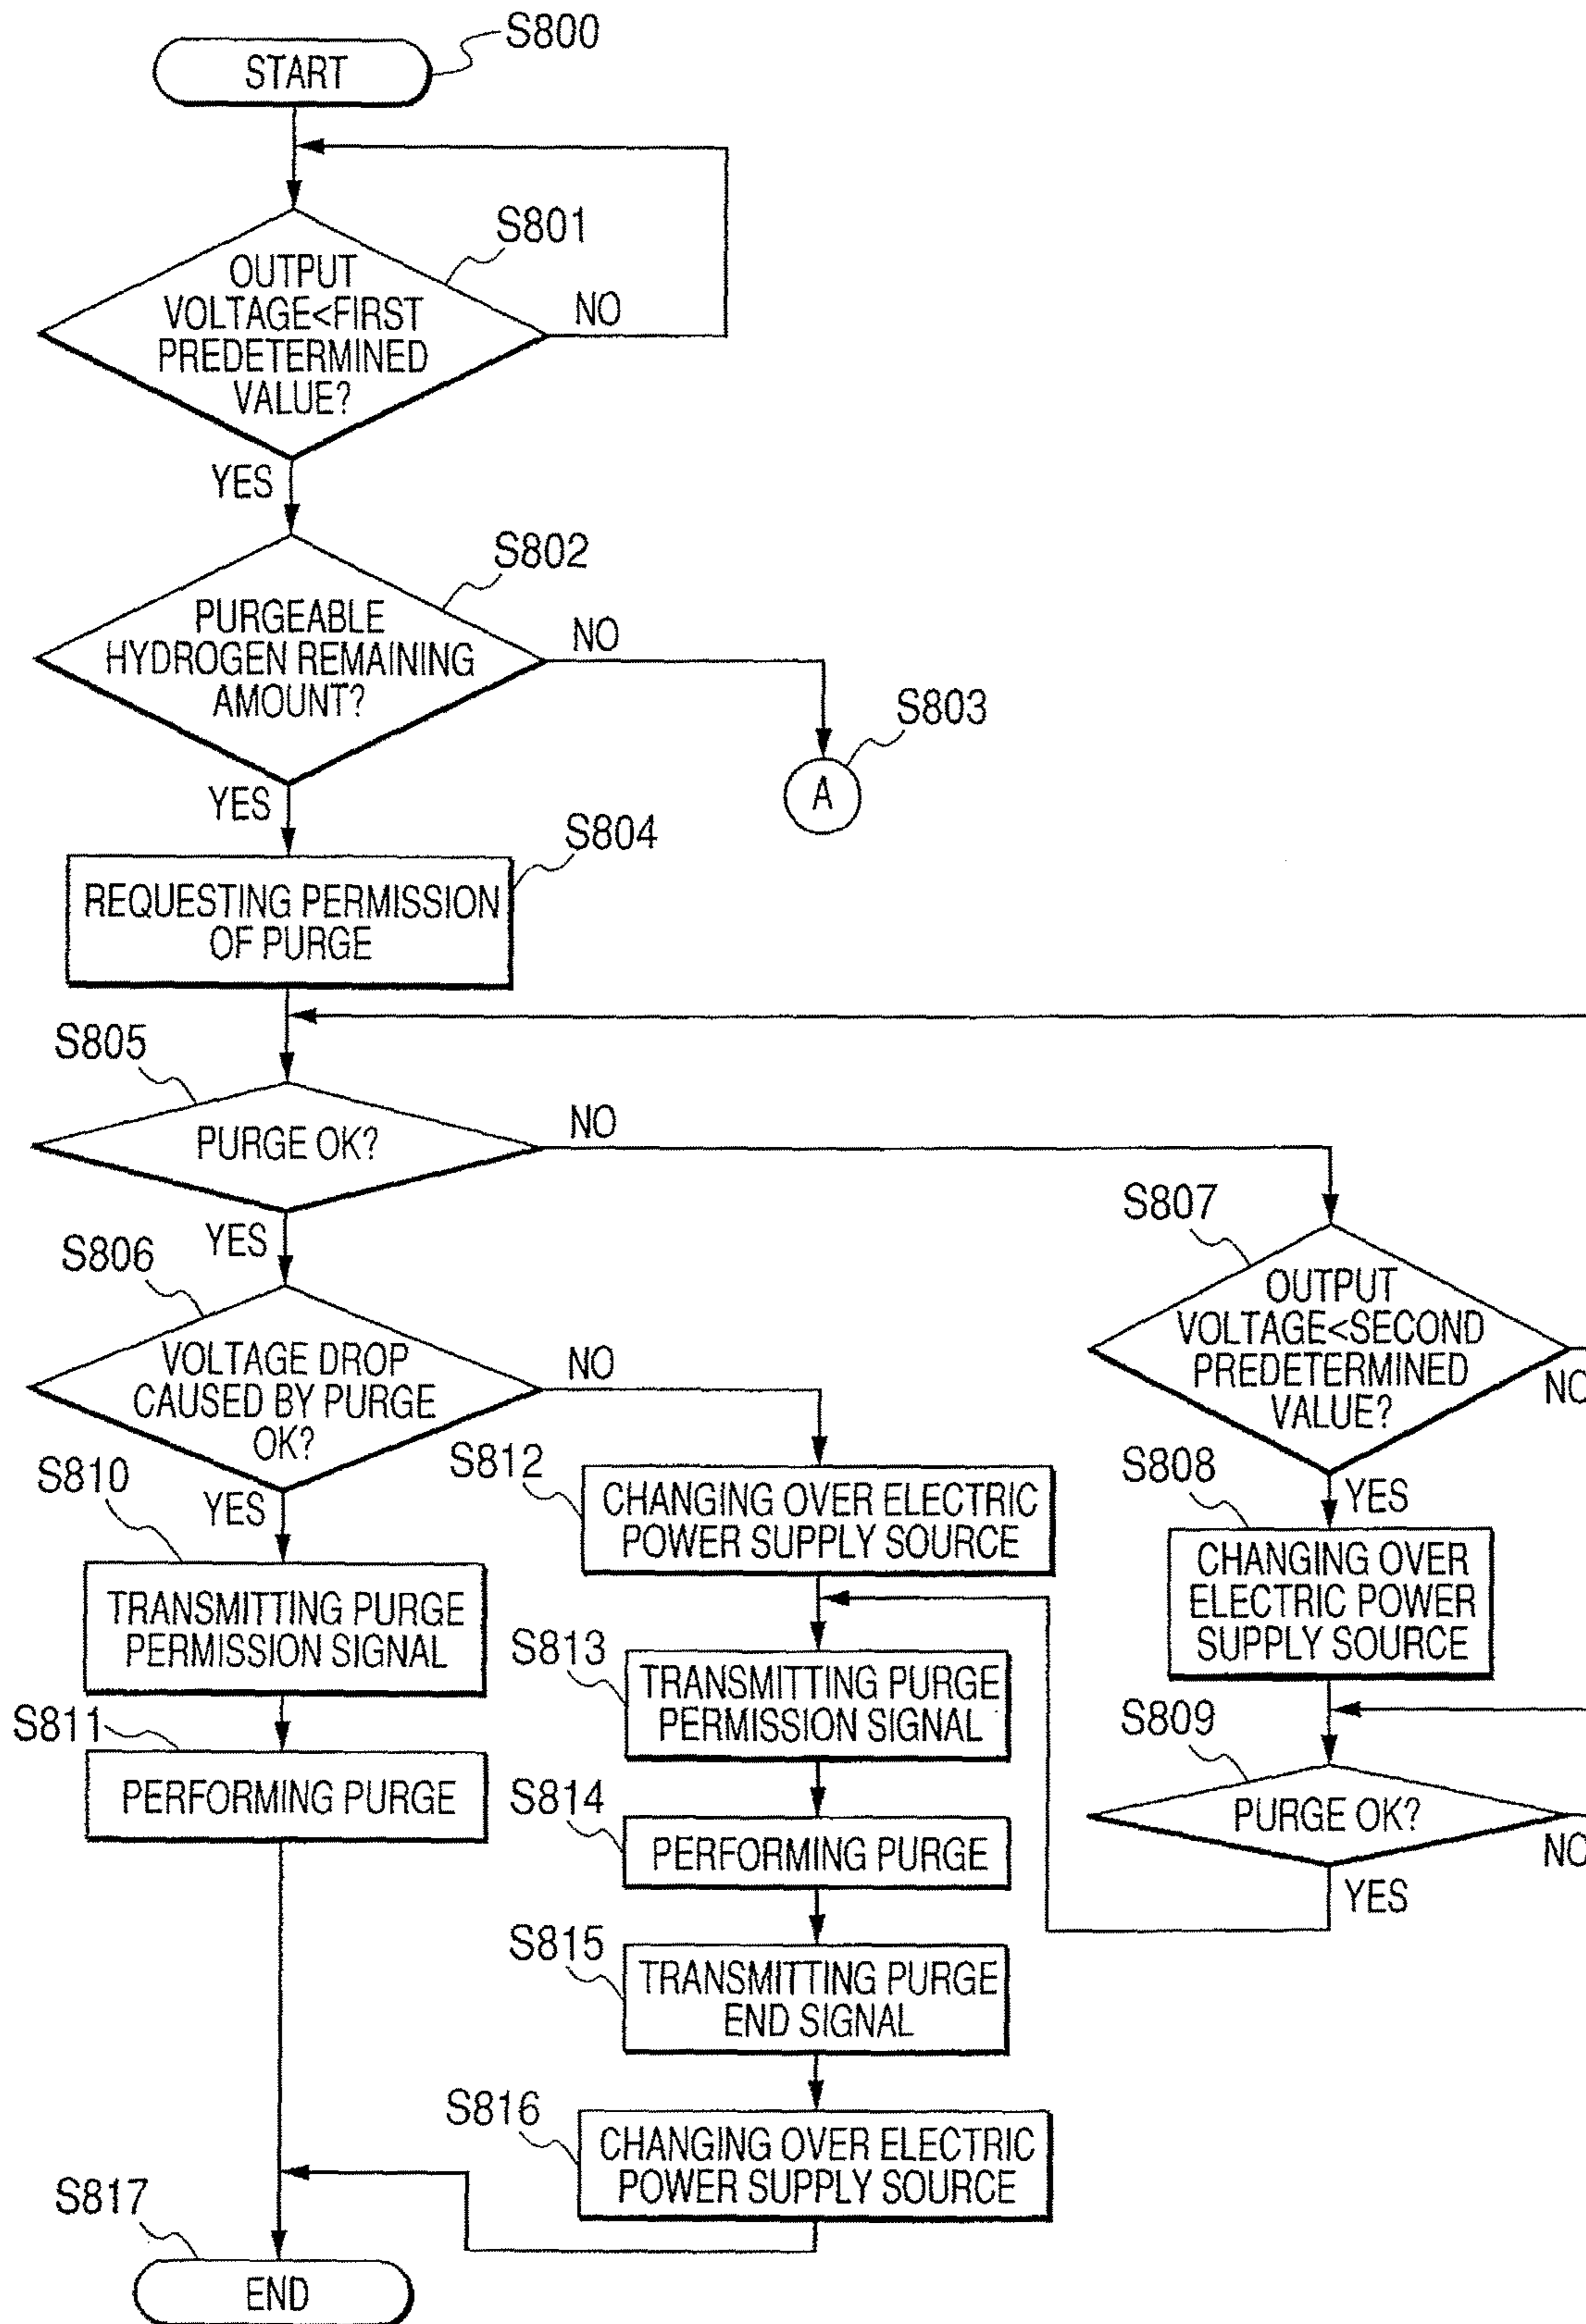 S800
START
S801
OUTPUT
VOLTAGE<FIRST
PREDETERMINED
VALUE?
NO
YES
S802
PURGEABLE
HYDROGEN REMAINING
AMOUNT?
NO
S803
A
YES
S804
REQUESTING PERMISSION
OF PURGE
S805
PURGE OK?
NO
YES
S806
VOLTAGE DROP
CAUSED BY PURGE
OK?
NO
YES
S807
OUTPUT
VOLTAGE<SECOND
PREDETERMINED
VALUE?
NO
YES
S808
CHANGING OVER
ELECTRIC POWER
SUPPLY SOURCE
S809
PURGE OK?
NO
YES
S810
TRANSMITTING PURGE
PERMISSION SIGNAL
S811
PERFORMING PURGE
S812
CHANGING OVER ELECTRIC
POWER SUPPLY SOURCE
S813
TRANSMITTING PURGE
PERMISSION SIGNAL
S814
PERFORMING PURGE
S815
TRANSMITTING PURGE
END SIGNAL
S816
CHANGING OVER ELECTRIC
POWER SUPPLY SOURCE
S817
END